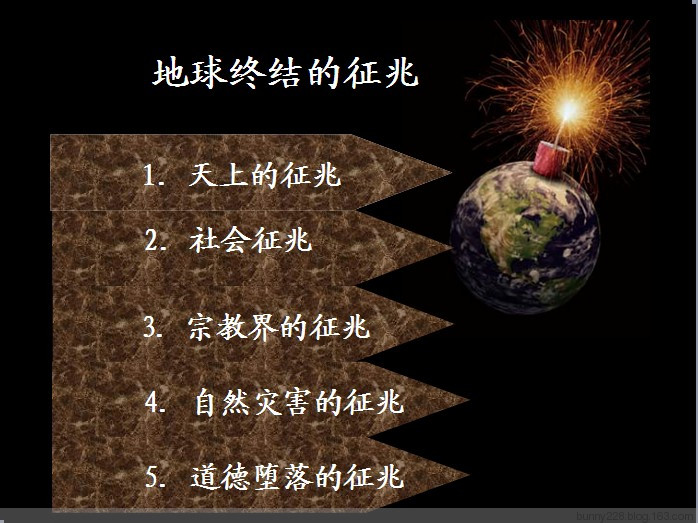 地球终结的征兆
1. 天上的征兆
2. 社会征兆
3. 宗教界的征兆
4. 自然灾害的征兆
5. 道德堕落的征兆
bunny228.blog.163.com